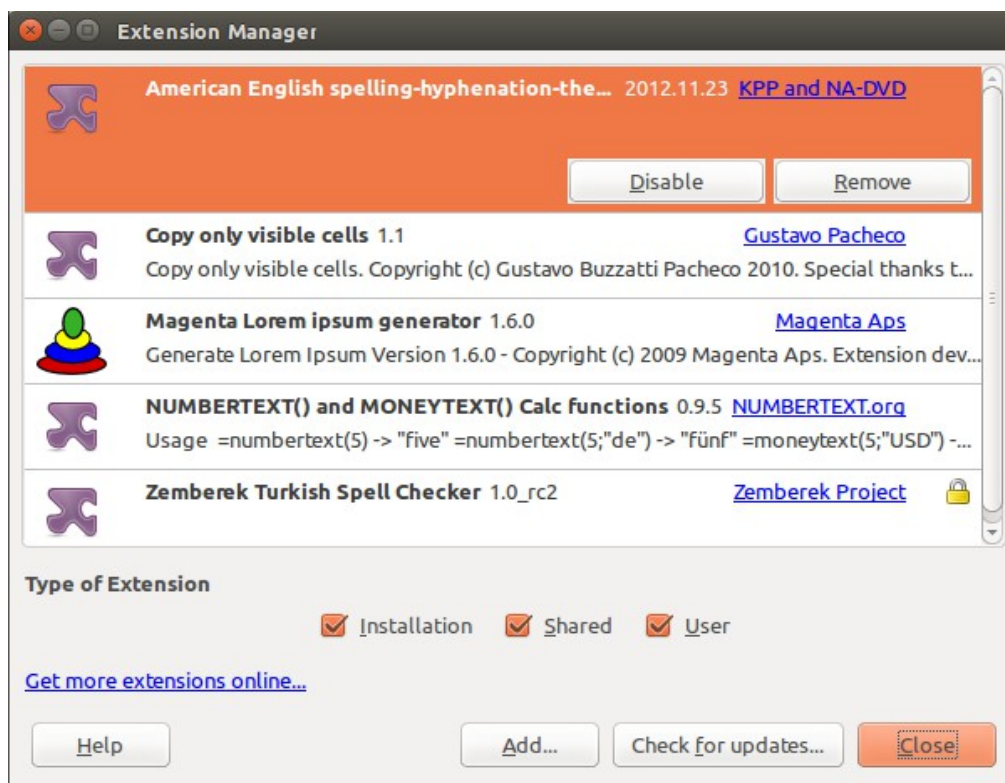 Extension Manager
American English spelling-hyphenation-the... 2012.11.23 KPP and NA-DVD
Disable Remove
Copy only visible cells 1.1 Gustavo Pacheco
Copy only visible cells. Copyright (c) Gustavo Buzzatti Pacheco 2010. Special thanks t...
Magenta Lorem ipsum generator 1.6.0 Magenta Aps
Generate Lorem Ipsum Version 1.6.0 - Copyright (c) 2009 Magenta Aps. Extension dev...
NUMBERTEXT() and MONEYTEXT() Calc functions 0.9.5 NUMBERTEXT.org
Usage =numbertext(5) -> "five" =numbertext(5;"de") -> "fünf" =moneytext(5;"USD") -...
Zemberek Turkish Spell Checker 1.0_rc2 Zemberek Project
Type of Extension
Installation Shared User
Get more extensions online...
Help Add... Check for updates... Close